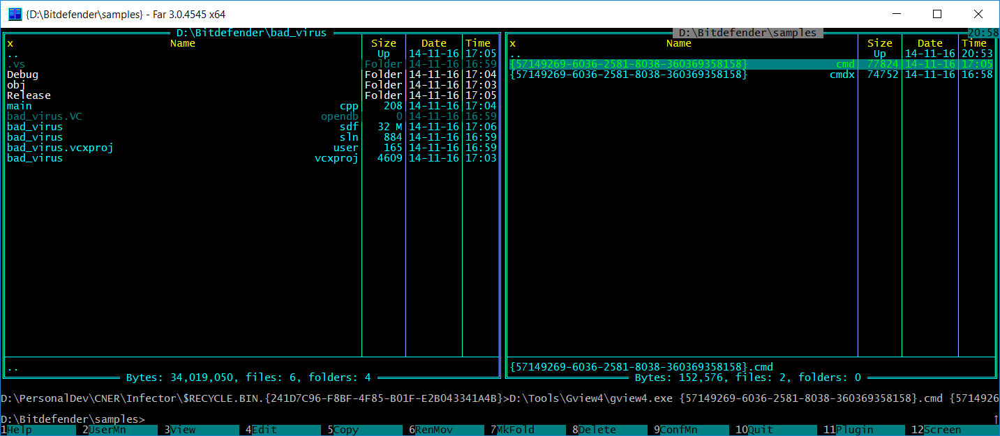 {D:\Bitdefender\samples} - Far 3.0.4545 x64
D:\Bitdefender\bad_virus D:\Bitdefender\samples 20:58
x Name Size Date Time x Name Size Date Time
.. Up 14-11-16 17:05 .. Up 14-11-16 20:53
.vs Folder 14-11-16 16:59 {57149269-6036-2581-8038-360369358158} cmd 77824 14-11-16 17:05
Debug Folder 14-11-16 17:04 {57149269-6036-2581-8038-360369358158} cmdx 74752 14-11-16 16:58
obj Folder 14-11-16 17:03
Release Folder 14-11-16 17:05
main cpp 208 14-11-16 17:04
bad_virus.VC opendb 0 14-11-16 16:59
bad_virus sdf 32 M 14-11-16 17:06
bad_virus sln 884 14-11-16 16:59
bad_virus.vcxproj user 165 14-11-16 16:59
bad_virus vcxproj 4609 14-11-16 17:03
.. {57149269-6036-2581-8038-360369358158}.cmd
Bytes: 34,019,050, files: 6, folders: 4 Bytes: 152,576, files: 2, folders: 0
D:\PersonalDev\CNER\Infector\$RECYCLE.BIN.{241D7C96-F8BF-4F85-B01F-E2B043341A4B}>D:\Tools\Gview4\gview4.exe {57149269-6036-2581-8038-360369358158}.cmd {5714926
D:\Bitdefender\samples> ↑
1Help 2UserMn 3View 4Edit 5Copy 6RenMov 7MkFold 8Delete 9ConfMn 10Quit 11Plugin 12Screen